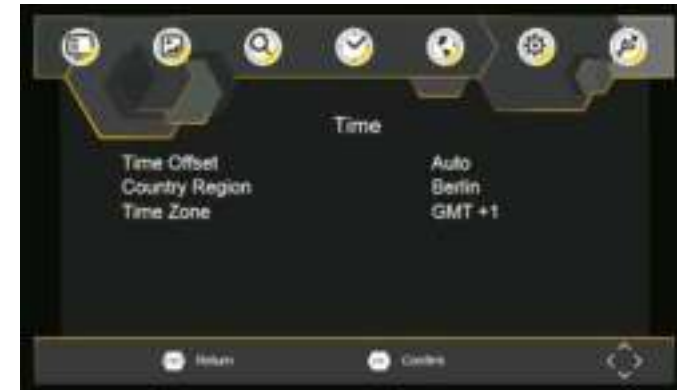 Time
Time Offset Auto
Country Region Berlin
Time Zone GMT +1
Return Confirm